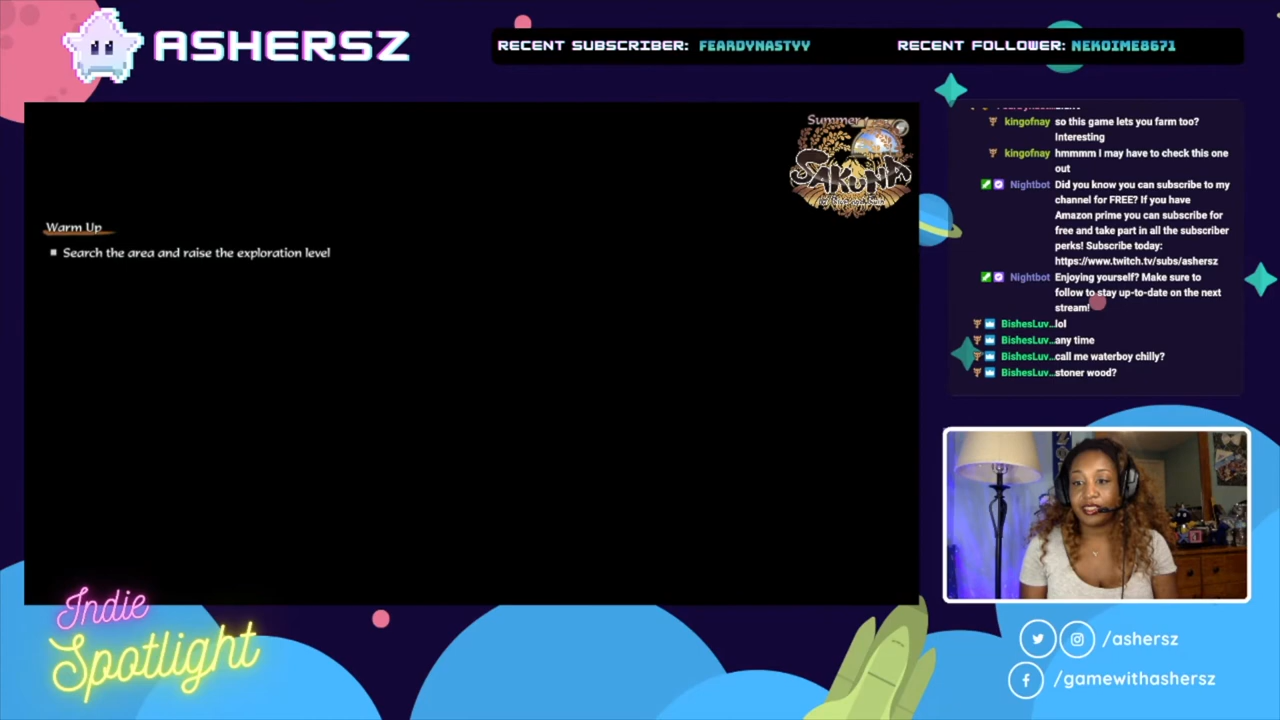 ASHERSZ
RECENT SUBSCRIBER: FEARDYNASTYY
RECENT FOLLOWER: NEKOIME8671
Summer
SAKUNA
Warm Up
Search the area and raise the exploration level
kingofnay so this game lets you farm too?
Interesting
kingofnay hmmmm I may have to check this one
out
Nightbot Did you know you can subscribe to my
channel for FREE? If you have
Amazon prime you can subscribe for
free and take part in all the subscriber
perks! Subscribe today:
https://www.twitch.tv/subs/ashersz
Nightbot Enjoying yourself? Make sure to
follow to stay up-to-date on the next
stream!
BishesLuv... lol
BishesLuv... any time
BishesLuv... call me waterboy chilly?
BishesLuv... stoner wood?
Indie
Spotlight
/ashersz
/gamewithashersz